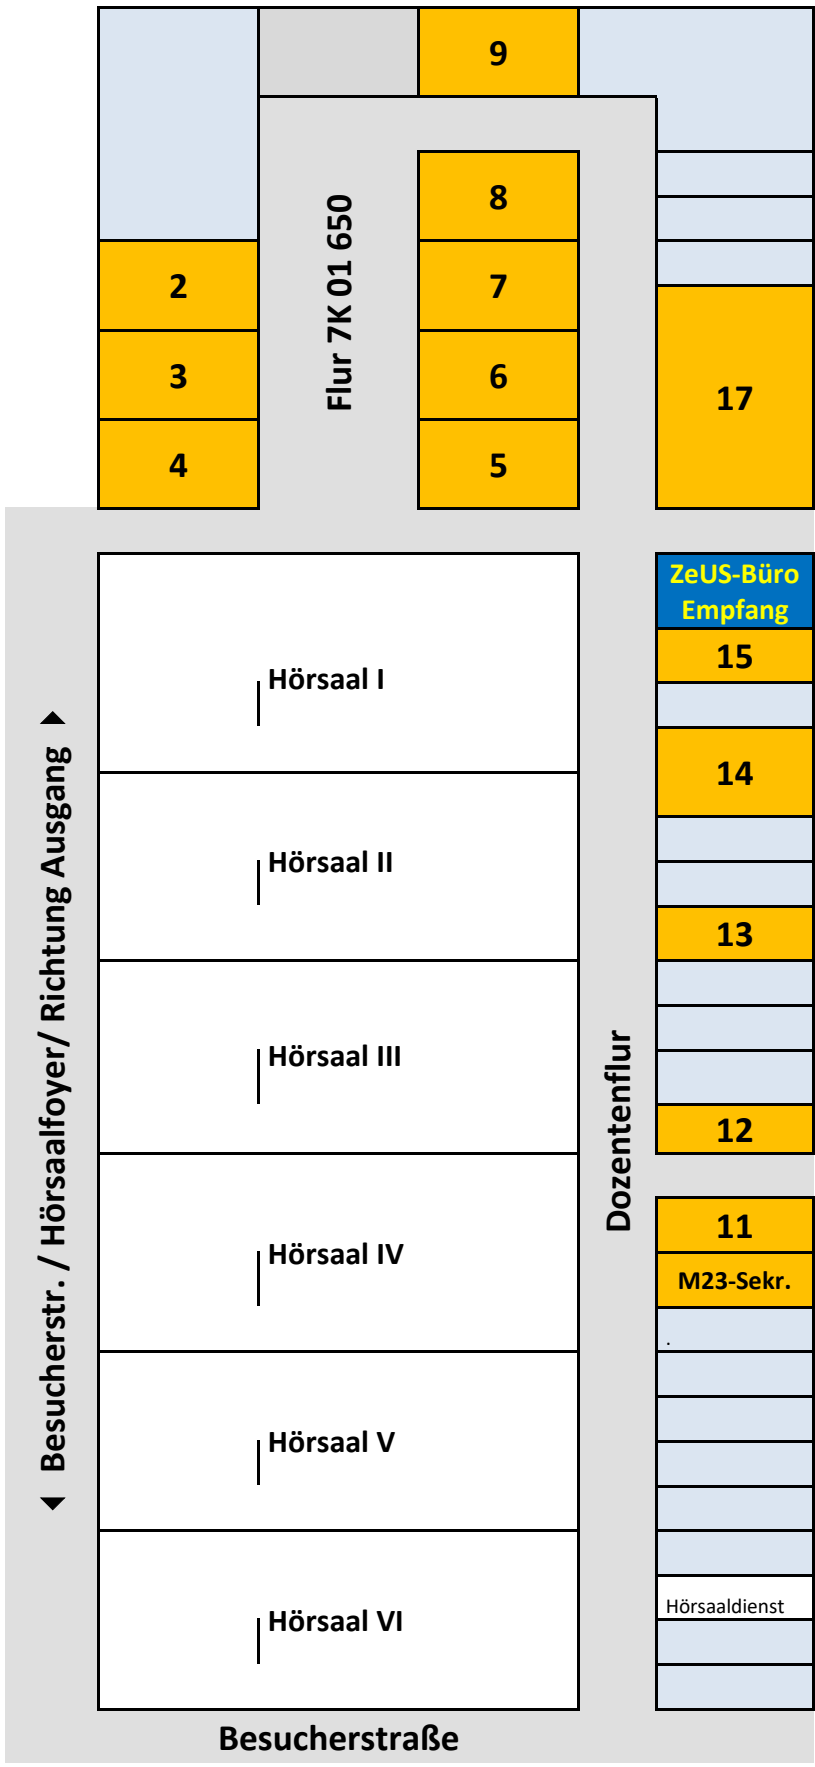 9
8
Flur 7K 01 650
2
7
3
6
17
4
5
ZeUS-Büro
Empfang
15
Hörsaal I
14
Hörsaal II
13
Besucherstr. / Hörsaalfoyer/ Richtung Ausgang
Hörsaal III
Dozentenflur
12
11
Hörsaal IV
M23-Sekr.
.
Hörsaal V
Hörsaaldienst
Hörsaal VI
Besucherstraße